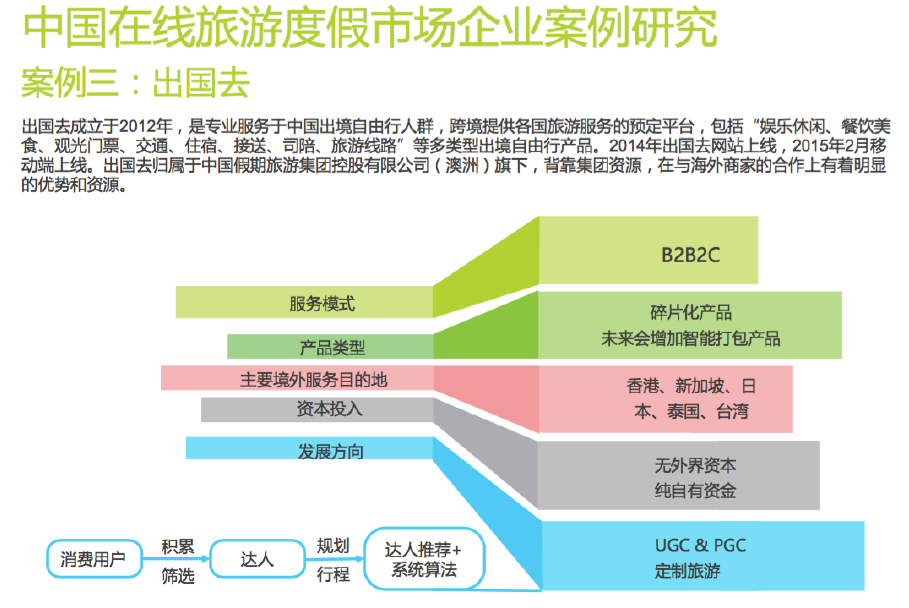 中国在线旅游度假市场企业案例研究
案例三：出国去
出国去成立于2012年，是专业服务于中国出境自由行人群，跨境提供各国旅游服务的预定平台，包括“娱乐休闲、餐饮美
食、观光门票、交通、住宿、接送、司陪、旅游线路”等多类型出境自由行产品。2014年出国去网站上线，2015年2月移
动端上线。出国去归属于中国假期旅游集团控股有限公司（澳洲）旗下，背靠集团资源，在与海外商家的合作上有着明显
的优势和资源。
服务模式
B2B2C
产品类型
碎片化产品
未来会增加智能打包产品
主要境外服务目的地
香港、新加坡、日
本、泰国、台湾
资本投入
无外界资本
纯自有资金
发展方向
UGC & PGC
定制旅游
消费用户
积累
筛选
达人
规划
行程
达人推荐+
系统算法